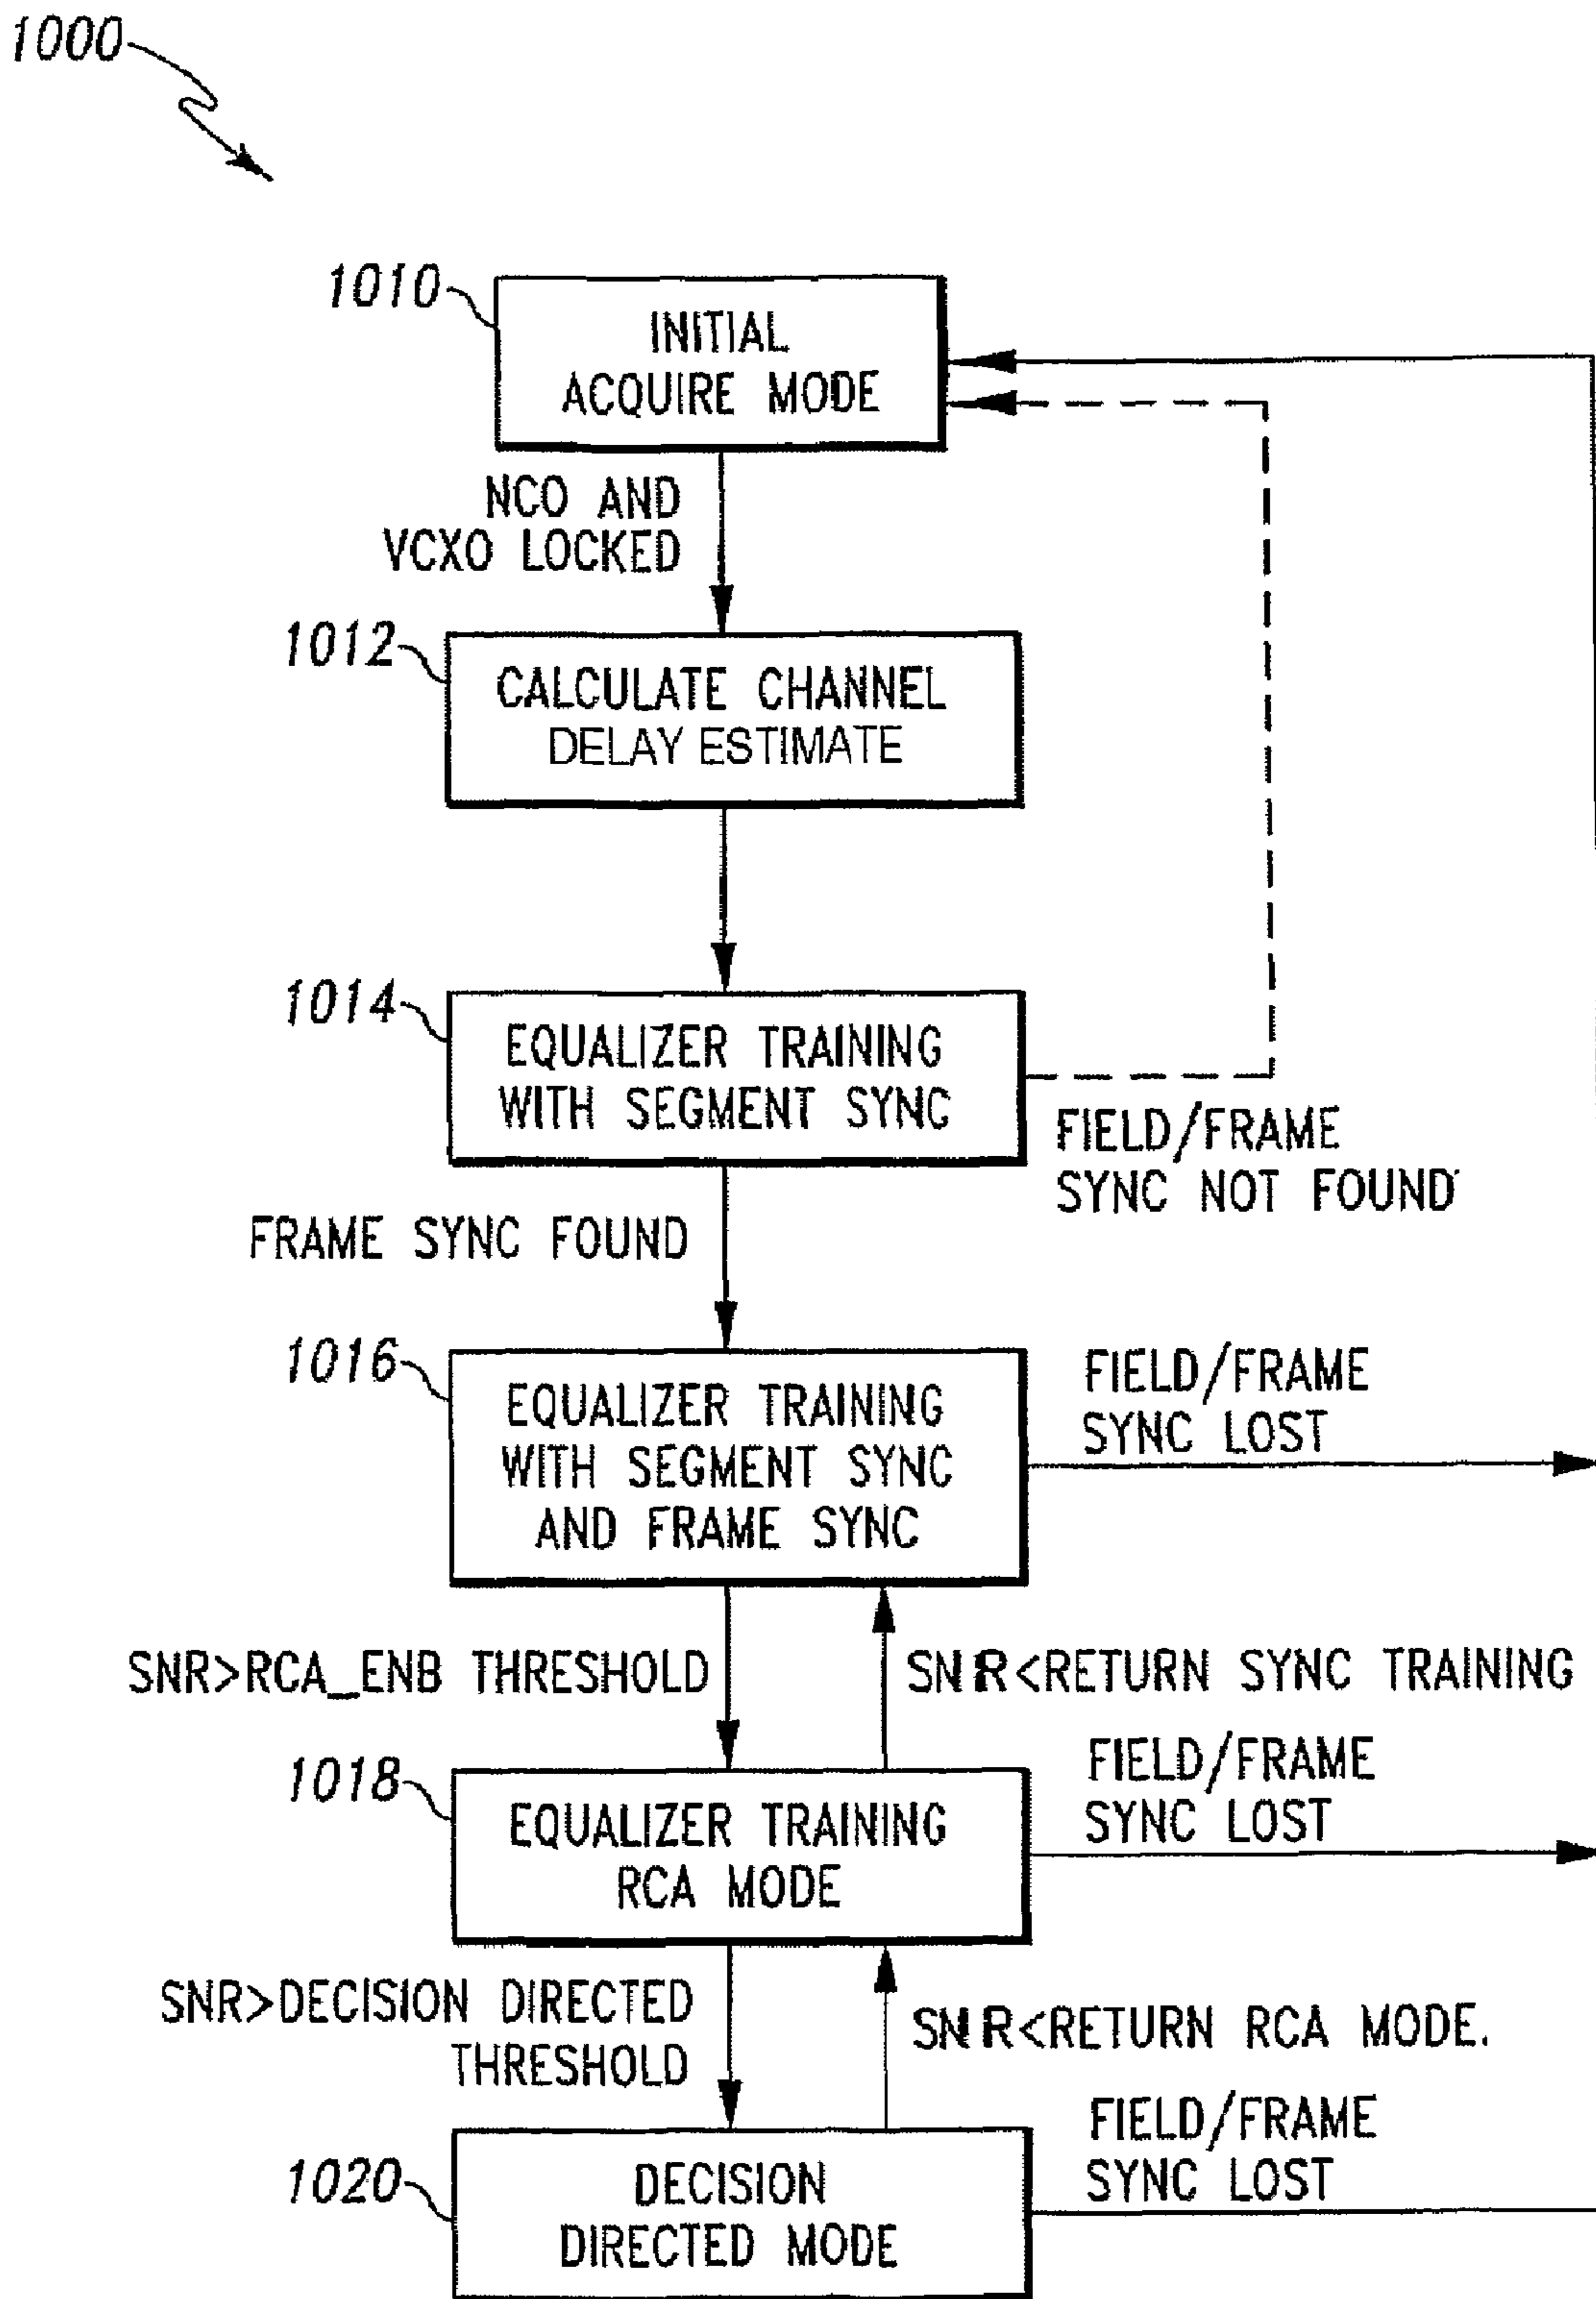 1000
1010
INITIAL
ACQUIRE MODE
NCO AND
VCXO LOCKED
1012
CALCULATE CHANNEL
DELAY ESTIMATE
1014
EQUALIZER TRAINING
WITH SEGMENT SYNC
FIELD/FRAME
SYNC NOT FOUND
FRAME SYNC FOUND
1016
EQUALIZER TRAINING
WITH SEGMENT SYNC
AND FRAME SYNC
FIELD/FRAME
SYNC LOST
SNR>RCA_ENB THRESHOLD
SNR<RETURN SYNC TRAINING
1018
EQUALIZER TRAINING
RCA MODE
FIELD/FRAME
SYNC LOST
SNR>DECISION DIRECTED
THRESHOLD
SNR<RETURN RCA MODE.
1020
DECISION
DIRECTED MODE
FIELD/FRAME
SYNC LOST